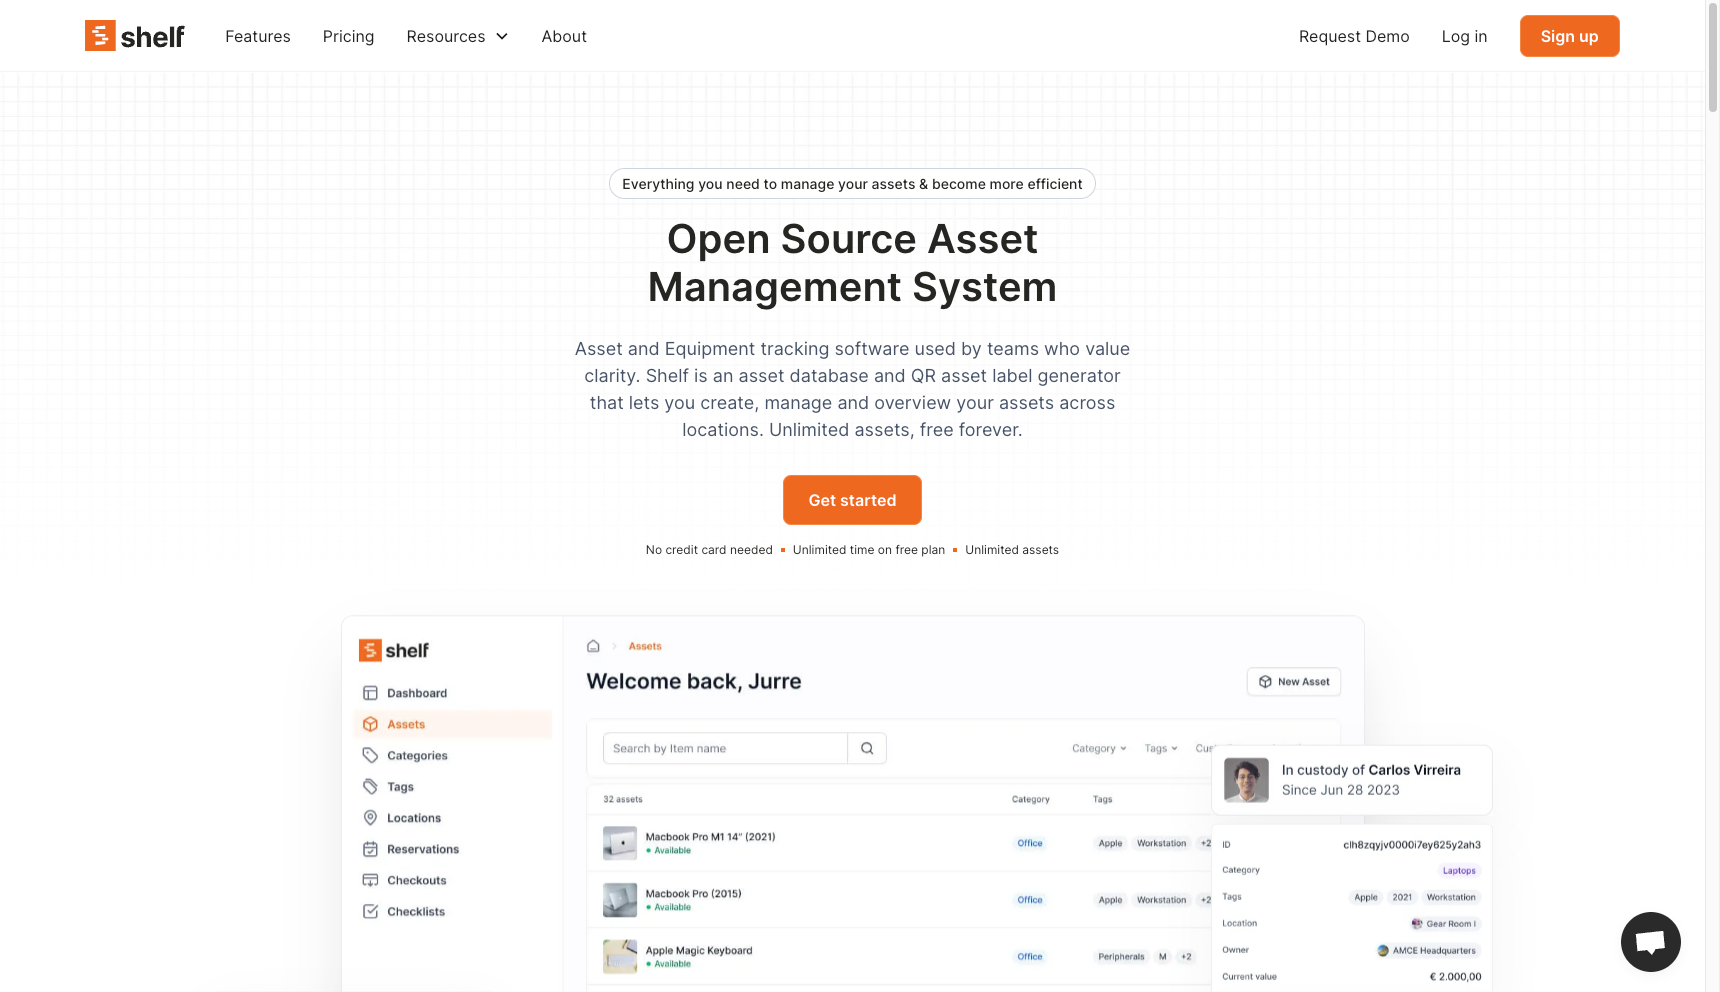 shelf
Features
Pricing
Resources
About
Request Demo
Log in
Sign up
Everything you need to manage your assets & become more efficient
Open Source Asset
Management System
Asset and Equipment tracking software used by teams who value
clarity. Shelf is an asset database and QR asset label generator
that lets you create, manage and overview your assets across
locations. Unlimited assets, free forever.
Get started
No credit card needed
Unlimited time on free plan
Unlimited assets
shelf
Dashboard
Assets
Categories
Tags
Locations
Reservations
Checkouts
Checklists
Assets
Welcome back, Jurre
New Asset
Search by Item name
Category
Tags
32 assets
Category
Tags
Macbook Pro M1 14" (2021)
Available
Office
Apple
Workstation
+2
Macbook Pro (2015)
Available
Office
Apple
Workstation
+2
Apple Magic Keyboard
Available
Office
Peripherals
M
+2
In custody of Carlos Virreira
Since Jun 28 2023
ID
clh8zqyjv0000i7ey625y2ah3
Category
Laptops
Tags
Apple
2021
Workstation
Location
Gear Room I
Owner
AMCE Headquarters
Current value
€ 2.000,00